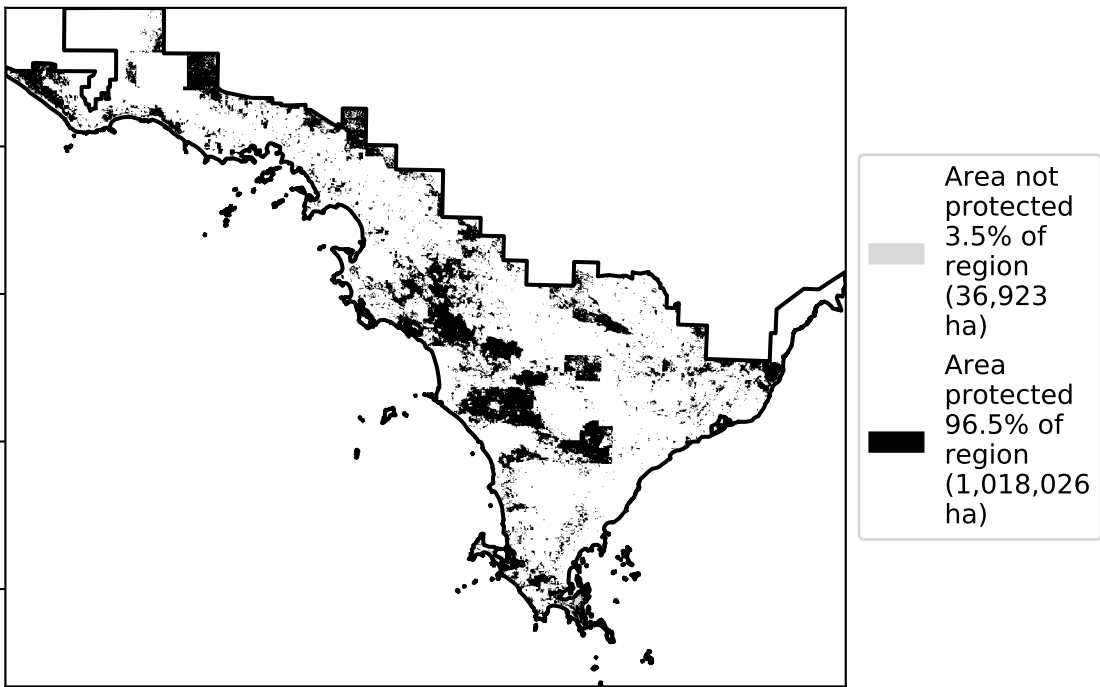 Area not
protected
3.5% of
region
(36,923
ha)
Area
protected
96.5% of
region
(1,018,026
ha)